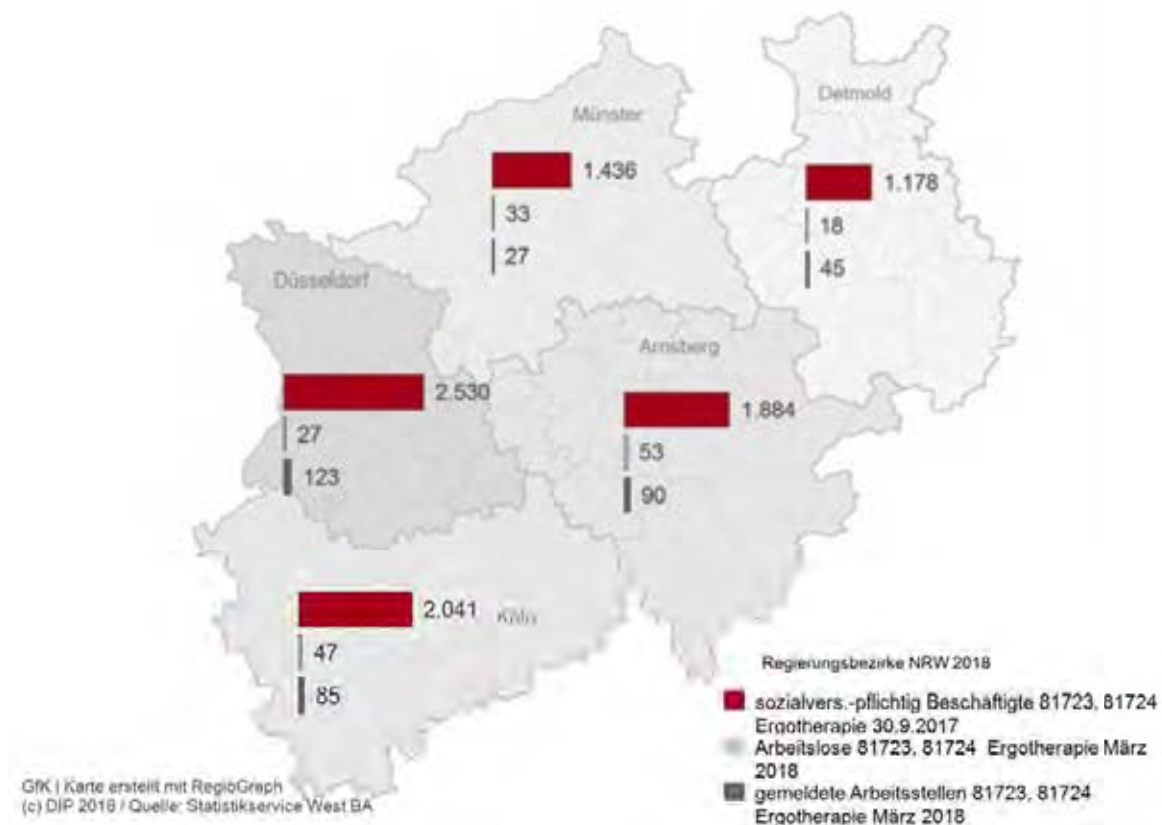 Detmold
Münster
1.436
33
27
1.178
18
45
Düsseldorf
2.530
27
123
Arnsberg
1.884
53
90
2.041
47
85
Köln
Regierungsbezirke NRW 2018
sozialvers.-pflichtig Beschäftigte 81723, 81724
Ergotherapie 30.9.2017
Arbeitslose 81723, 81724 Ergotherapie März
2018
gemeldete Arbeitsstellen 81723, 81724
Ergotherapie März 2018
GfK | Karte erstellt mit RegioGraph
(c) DIP 2018 / Quelle: Statistikservice West BA